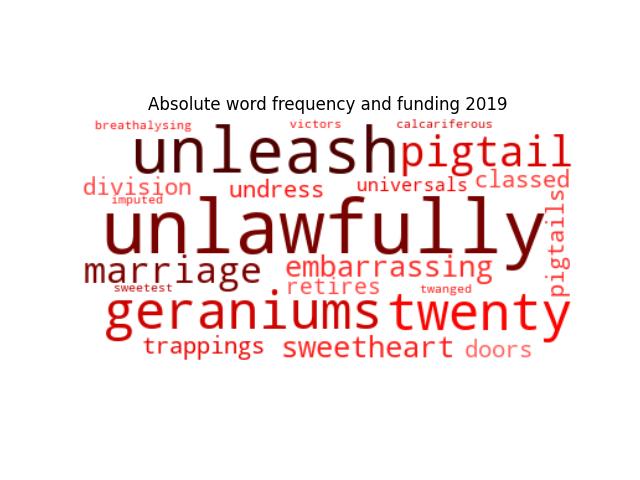 Absolute word frequency and funding 2019
breathalysing victors calcariferous
unleash pigtail
division undress universals classed
imputed
unlawfully pigtails
marriage embarrassing
sweetest retires twanged
geraniums twenty
trappings sweetheart doors